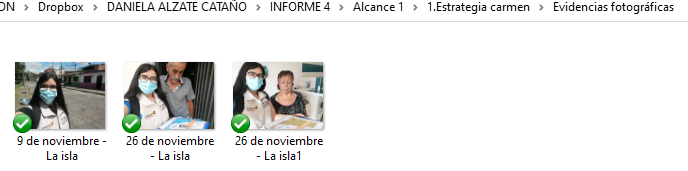 ON > Dropbox > DANIELA ALZATE CATAÑO > INFORME 4 > Alcance 1 > 1.Estrategia carmen > Evidencias fotográficas
9 de noviembre -
La isla
26 de noviembre
- La isla
26 de noviembre
- La isla1